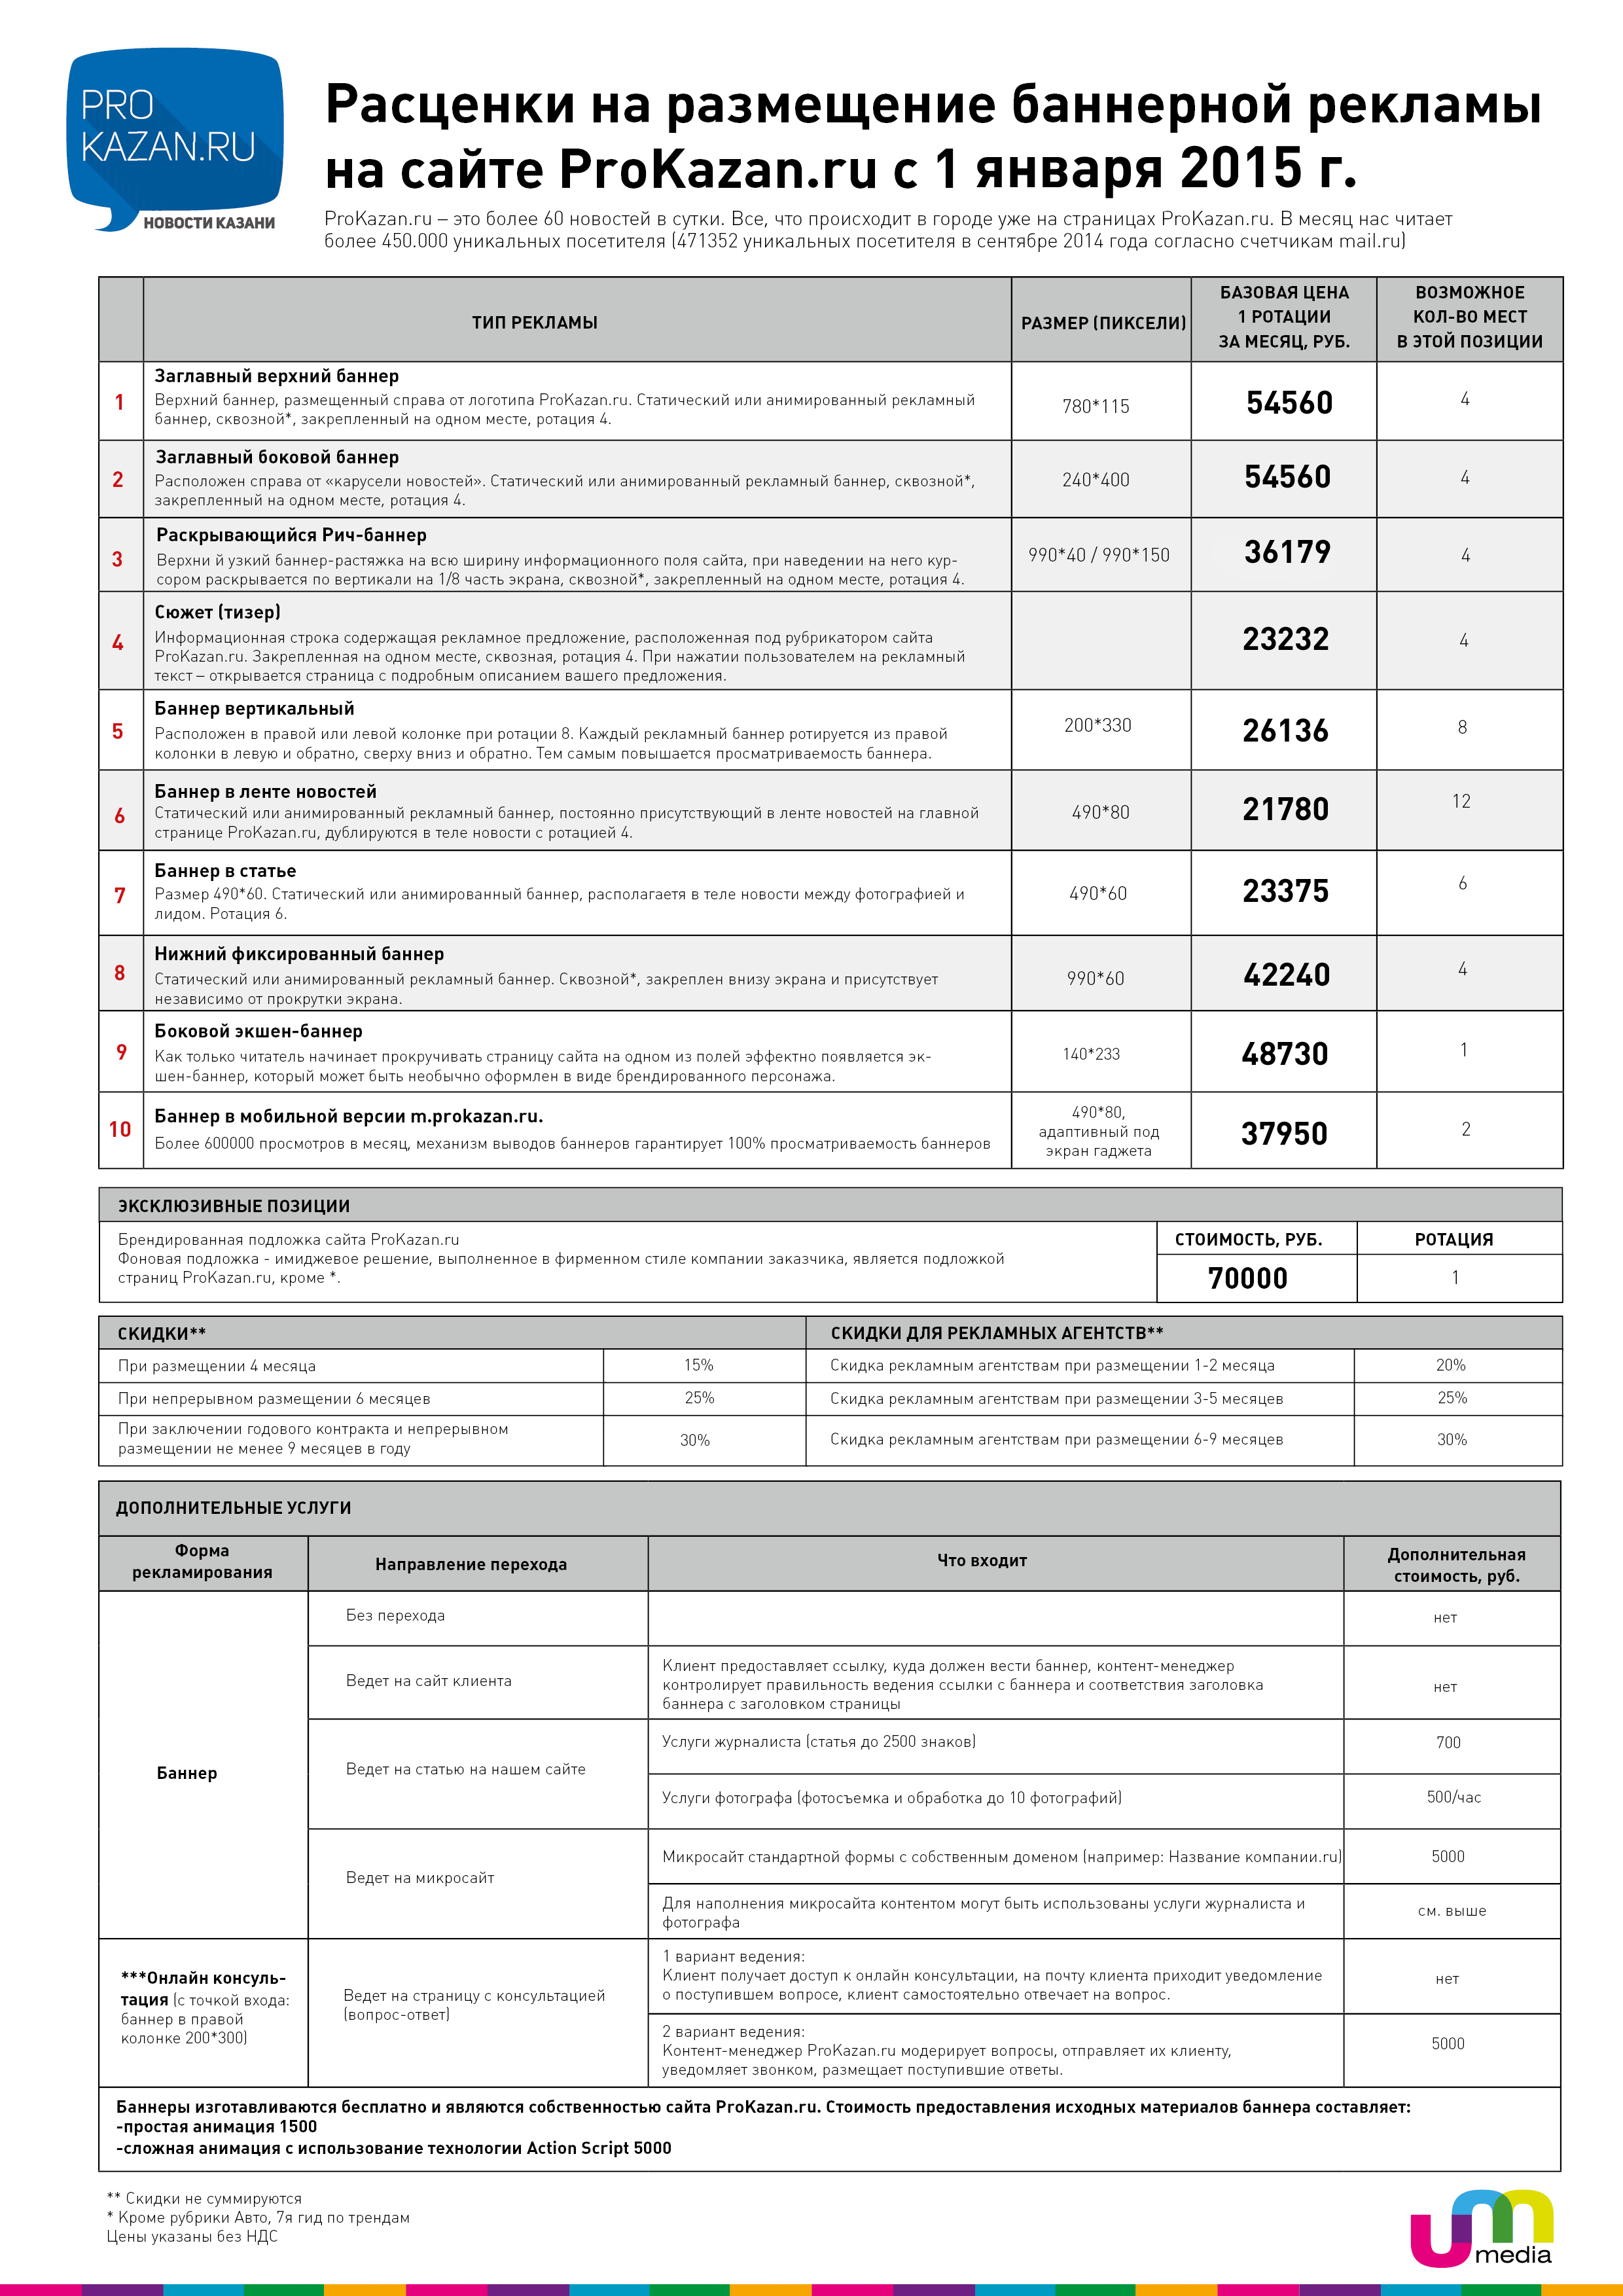 PRO
KAZAN.RU
НОВОСТИ КАЗАНИ
Расценки на размещение баннерной рекламы
на сайте ProKazan.ru с 1 января 2015 г.
ProKazan.ru – это более 60 новостей в сутки. Все, что происходит в городе уже на страницах ProKazan.ru. В месяц нас читает
более 450.000 уникальных посетителя (471352 уникальных посетителя в сентябре 2014 года согласно счетчикам mail.ru)
ТИП РЕКЛАМЫ
РАЗМЕР (ПИКСЕЛИ)
БАЗОВАЯ ЦЕНА
1 РОТАЦИИ
ЗА МЕСЯЦ, РУБ.
ВОЗМОЖНОЕ
КОЛ-ВО МЕСТ
В ЭТОЙ ПОЗИЦИИ
1
Заглавный верхний баннер
Верхний баннер, размещенный справа от логотипа ProKazan.ru. Статический или анимированный рекламный
баннер, сквозной*, закрепленный на одном месте, ротация 4.
780*115
54560
4
2
Заглавный боковой баннер
Расположен справа от «карусели новостей». Статический или анимированный рекламный баннер, сквозной*,
закрепленный на одном месте, ротация 4.
240*400
54560
4
3
Раскрывающийся Рич-баннер
Верхни й узкий баннер-растяжка на всю ширину информационного поля сайта, при наведении на него кур-
сором раскрывается по вертикали на 1/8 часть экрана, сквозной*, закрепленный на одном месте, ротация 4.
990*40 / 990*150
36179
4
4
Сюжет (тизер)
Информационная строка содержащая рекламное предложение, расположенная под рубрикатором сайта
ProKazan.ru. Закрепленная на одном месте, сквозная, ротация 4. При нажатии пользователем на рекламный
текст – открывается страница с подробным описанием вашего предложения.
23232
4
5
Баннер вертикальный
Расположен в правой или левой колонке при ротации 8. Каждый рекламный баннер ротируется из правой
колонки в левую и обратно, сверху вниз и обратно. Тем самым повышается просматриваемость баннера.
200*330
26136
8
6
Баннер в ленте новостей
Статический или анимированный рекламный баннер, постоянно присутствующий в ленте новостей на главной
странице ProKazan.ru, дублируются в теле новости с ротацией 4.
490*80
21780
12
7
Баннер в статье
Размер 490*60. Статический или анимированный баннер, располагаетя в теле новости между фотографией и
лидом. Ротация 6.
490*60
23375
6
8
Нижний фиксированный баннер
Статический или анимированный рекламный баннер. Сквозной*, закреплен внизу экрана и присутствует
независимо от прокрутки экрана.
990*60
42240
4
9
Боковой экшен-баннер
Как только читатель начинает прокручивать страницу сайта на одном из полей эффектно появляется эк-
шен-баннер, который может быть необычно оформлен в виде брендированного персонажа.
140*233
48730
1
10
Баннер в мобильной версии m.prokazan.ru.
Более 600000 просмотров в месяц, механизм выводов баннеров гарантирует 100% просматриваемость баннеров
490*80,
адаптивный под
экран гаджета
37950
2
ЭКСКЛЮЗИВНЫЕ ПОЗИЦИИ
Брендированная подложка сайта ProKazan.ru
Фоновая подложка - имиджевое решение, выполненное в фирменном стиле компании заказчика, является подложкой
страниц ProKazan.ru, кроме *.
СТОИМОСТЬ, РУБ.
РОТАЦИЯ
70000
1
СКИДКИ**
СКИДКИ ДЛЯ РЕКЛАМНЫХ АГЕНТСТВ**
При размещении 4 месяца
15%
Скидка рекламным агентствам при размещении 1-2 месяца
20%
При непрерывном размещении 6 месяцев
25%
Скидка рекламным агентствам при размещении 3-5 месяцев
25%
При заключении годового контракта и непрерывном
размещении не менее 9 месяцев в году
30%
Скидка рекламным агентствам при размещении 6-9 месяцев
30%
ДОПОЛНИТЕЛЬНЫЕ УСЛУГИ
Форма
рекламирования
Направление перехода
Что входит
Дополнительная
стоимость, руб.
Баннер
Без перехода
нет
Ведет на сайт клиента
Клиент предоставляет ссылку, куда должен вести баннер, контент-менеджер
контролирует правильность ведения ссылки с баннера и соответствия заголовка
баннера с заголовком страницы
нет
Ведет на статью на нашем сайте
Услуги журналиста (статья до 2500 знаков)
700
Услуги фотографа (фотосъемка и обработка до 10 фотографий)
500/час
Ведет на микросайт
Микросайт стандартной формы с собственным доменом (например: Название компании.ru)
5000
Для наполнения микросайта контентом могут быть использованы услуги журналиста и
фотографа
см. выше
***Онлайн консуль-
тация (с точкой входа:
баннер в правой
колонке 200*300)
Ведет на страницу с консультацией
(вопрос-ответ)
1 вариант ведения:
Клиент получает доступ к онлайн консультации, на почту клиента приходит уведомление
о поступившем вопросе, клиент самостоятельно отвечает на вопрос.
нет
2 вариант ведения:
Контент-менеджер ProKazan.ru модерирует вопросы, отправляет их клиенту,
уведомляет звонком, размещает поступившие ответы.
5000
Баннеры изготавливаются бесплатно и являются собственностью сайта ProKazan.ru. Стоимость предоставления исходных материалов баннера составляет:
-простая анимация 1500
-сложная анимация с использование технологии Action Script 5000
** Скидки не суммируются
* Кроме рубрики Авто, 7я гид по трендам
Цены указаны без НДС
um
media